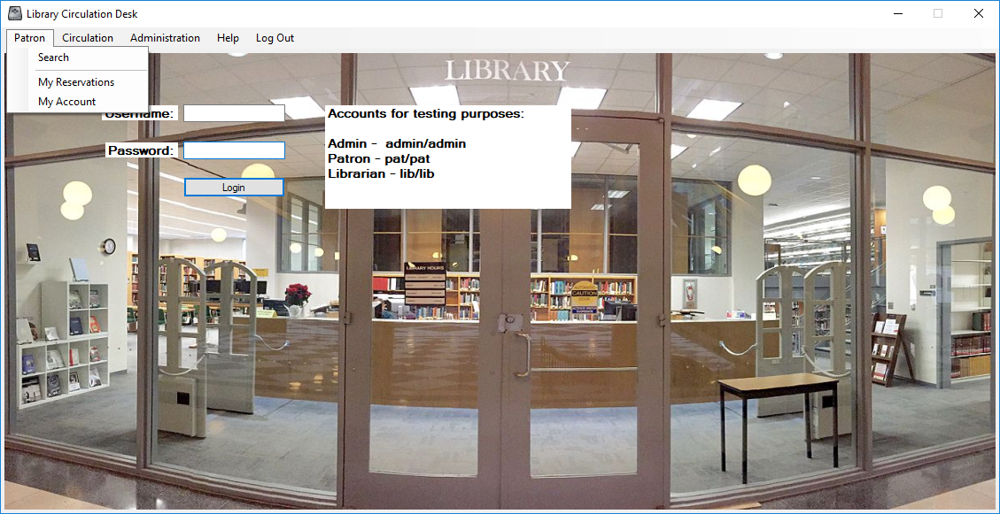 Library Circulation Desk
Patron Circulation Administration Help Log Out
Search
My Reservations
My Account
LIBRARY
Username:
Password:
Login
Accounts for testing purposes:
Admin - admin/admin
Patron - pat/pat
Librarian - lib/lib
LIBRARY HOURS
CAUTION